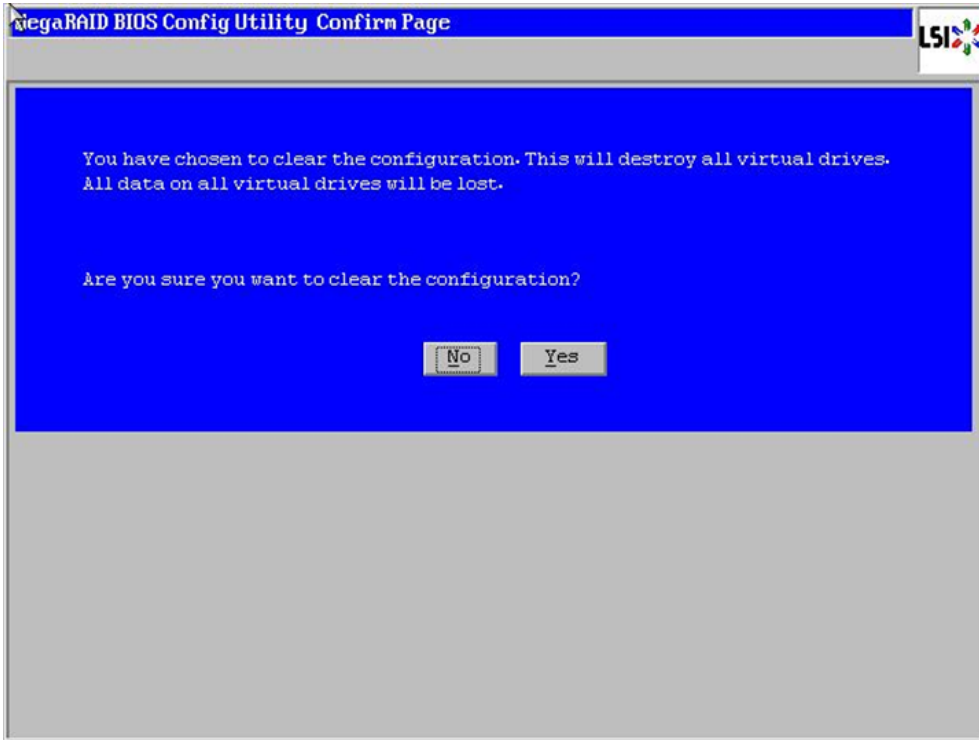 MegaRAID BIOS Config Utility Confirm Page
LSI
You have chosen to clear the configuration. This will destroy all virtual drives.
All data on all virtual drives will be lost.
Are you sure you want to clear the configuration?
No
Yes